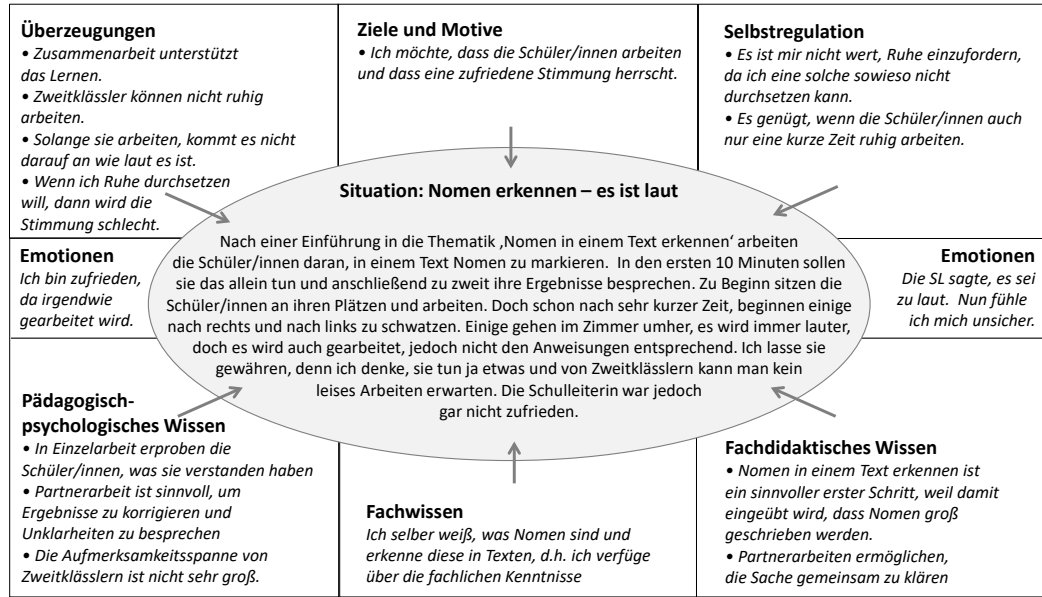 Überzeugungen
• Zusammenarbeit unterstützt
das Lernen.
• Zweitklässler können nicht ruhig
arbeiten.
• Solange sie arbeiten, kommt es nicht
darauf an wie laut es ist.
• Wenn ich Ruhe durchsetzen
will, dann wird die
Stimmung schlecht.
Ziele und Motive
• Ich möchte, dass die Schüler/innen arbeiten
und dass eine zufriedene Stimmung herrscht.
Selbstregulation
• Es ist mir nicht wert, Ruhe einzufordern,
da ich eine solche sowieso nicht
durchsetzen kann.
• Es genügt, wenn die Schüler/innen auch
nur eine kurze Zeit ruhig arbeiten.
Emotionen
Ich bin zufrieden,
da irgendwie
gearbeitet wird.
Situation: Nomen erkennen – es ist laut
Nach einer Einführung in die Thematik ‚Nomen in einem Text erkennen‘ arbeiten
die Schüler/innen daran, in einem Text Nomen zu markieren. In den ersten 10 Minuten sollen
sie das allein tun und anschließend zu zweit ihre Ergebnisse besprechen. Zu Beginn sitzen die
Schüler/innen an ihren Plätzen und arbeiten. Doch schon nach sehr kurzer Zeit, beginnen einige
nach rechts und nach links zu schwatzen. Einige gehen im Zimmer umher, es wird immer lauter,
doch es wird auch gearbeitet, jedoch nicht den Anweisungen entsprechend. Ich lasse sie
gewähren, denn ich denke, sie tun ja etwas und von Zweitklässlern kann man kein
leises Arbeiten erwarten. Die Schulleiterin war jedoch
gar nicht zufrieden.
Emotionen
Die SL sagte, es sei
zu laut. Nun fühle
ich mich unsicher.
Pädagogisch-
psychologisches Wissen
• In Einzelarbeit erproben die
Schüler/innen, was sie verstanden haben
• Partnerarbeit ist sinnvoll, um
Ergebnisse zu korrigieren und
Unklarheiten zu besprechen
• Die Aufmerksamkeitsspanne von
Zweitklässlern ist nicht sehr groß.
Fachwissen
Ich selber weiß, was Nomen sind und
erkenne diese in Texten, d.h. ich verfüge
über die fachlichen Kenntnisse
Fachdidaktisches Wissen
• Nomen in einem Text erkennen ist
ein sinnvoller erster Schritt, weil damit
eingeübt wird, dass Nomen groß
geschrieben werden.
• Partnerarbeiten ermöglichen,
die Sache gemeinsam zu klären